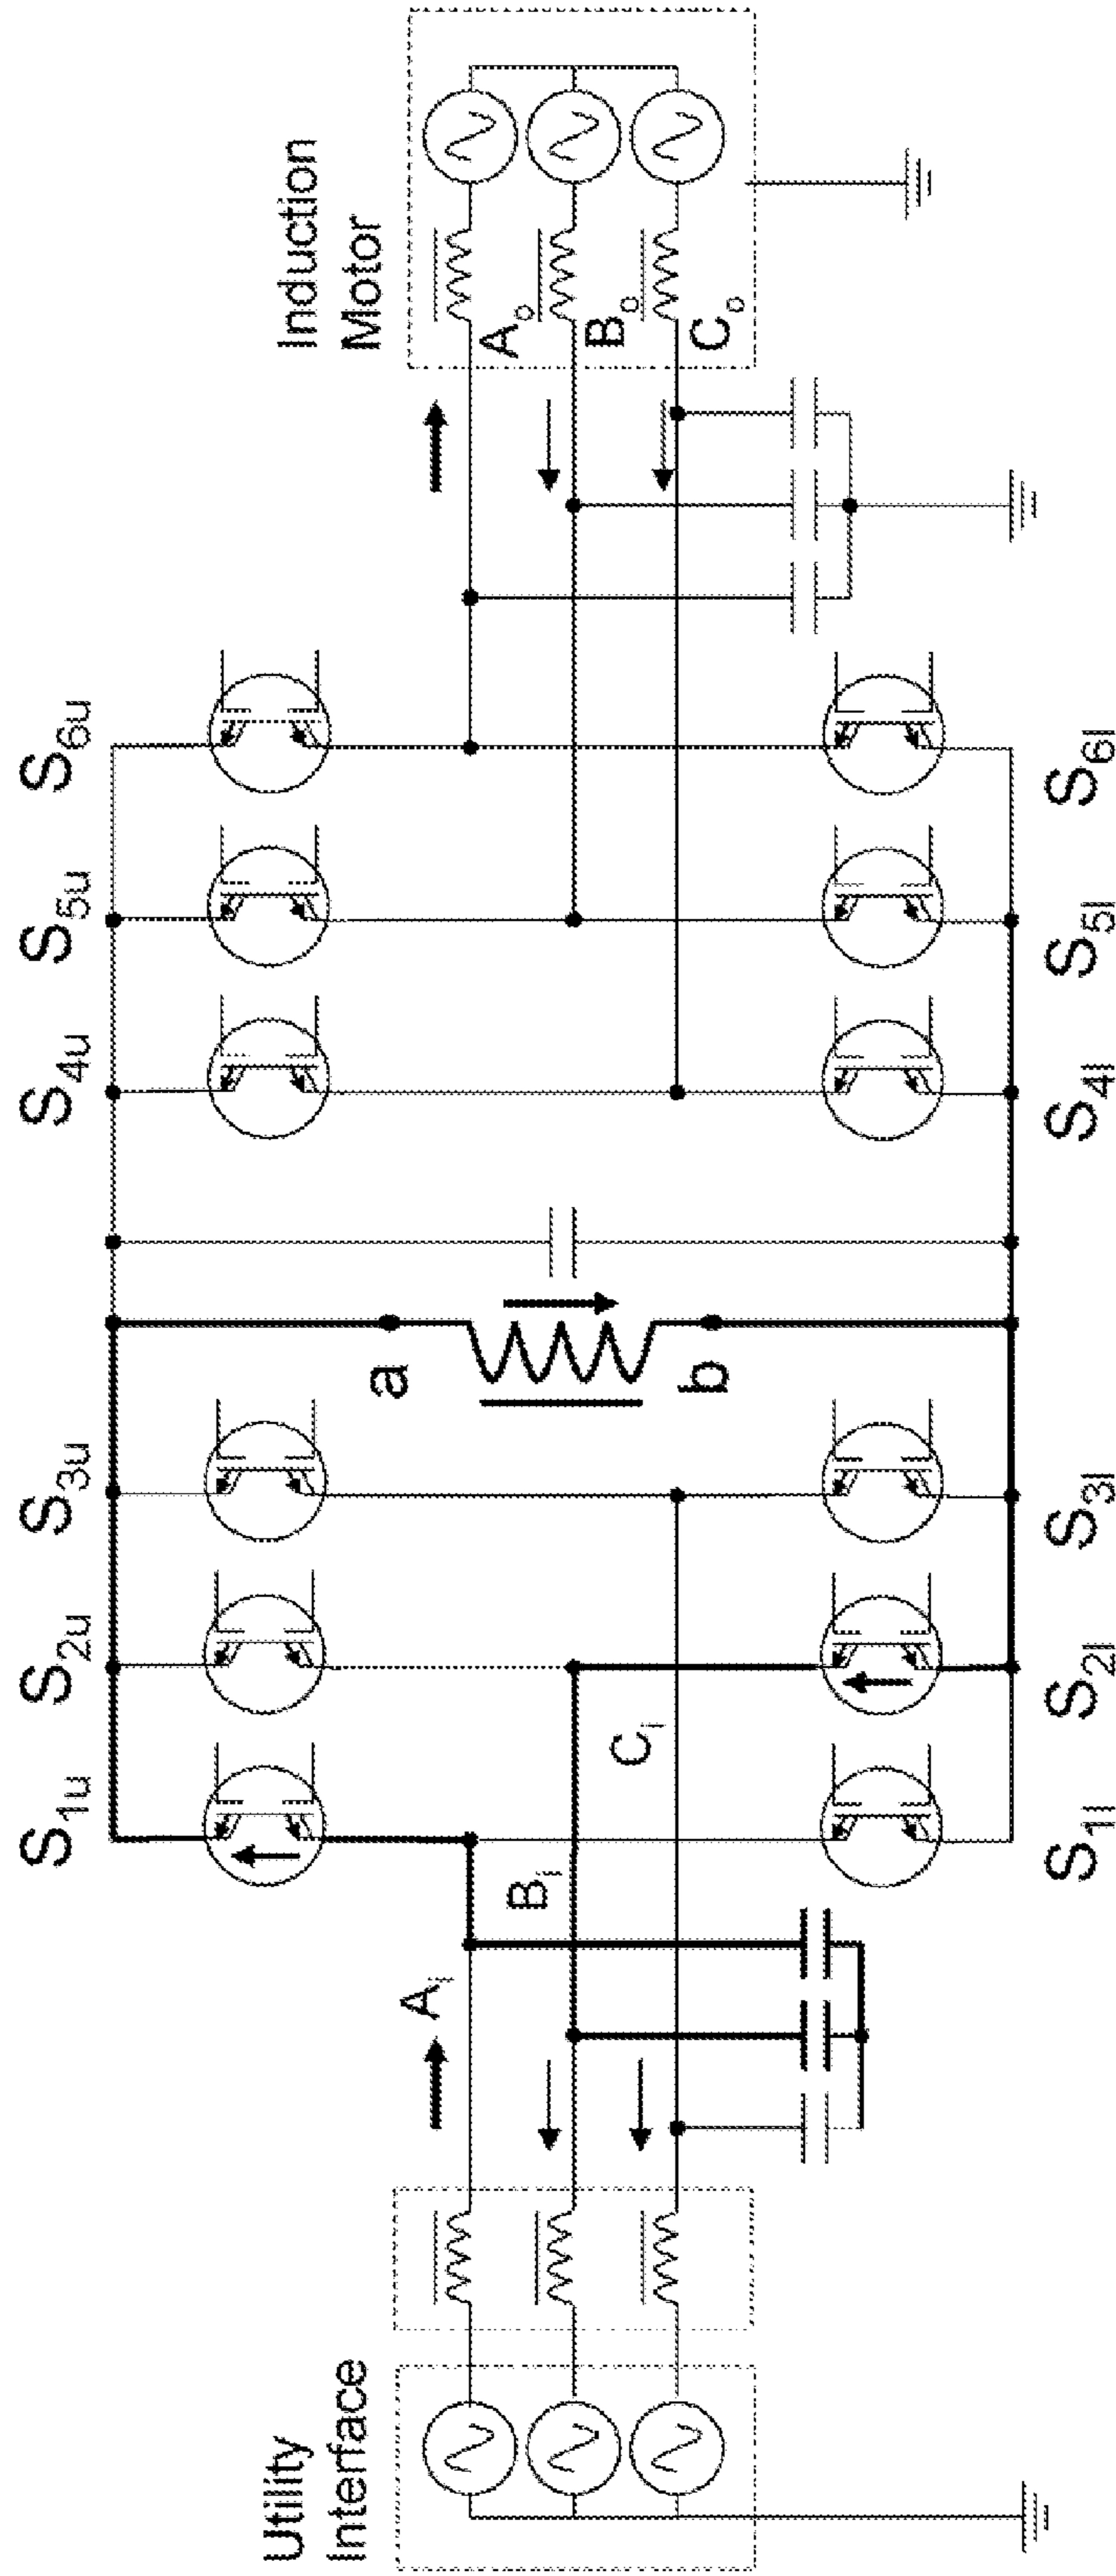 S1u S2u S3u S4u S5u S6u
Utility
Interface
Induction
Motor
Ai
Bi
Ci
a
b
Ao
Bo
Co
S1l S2l S3l S4l S5l S6l